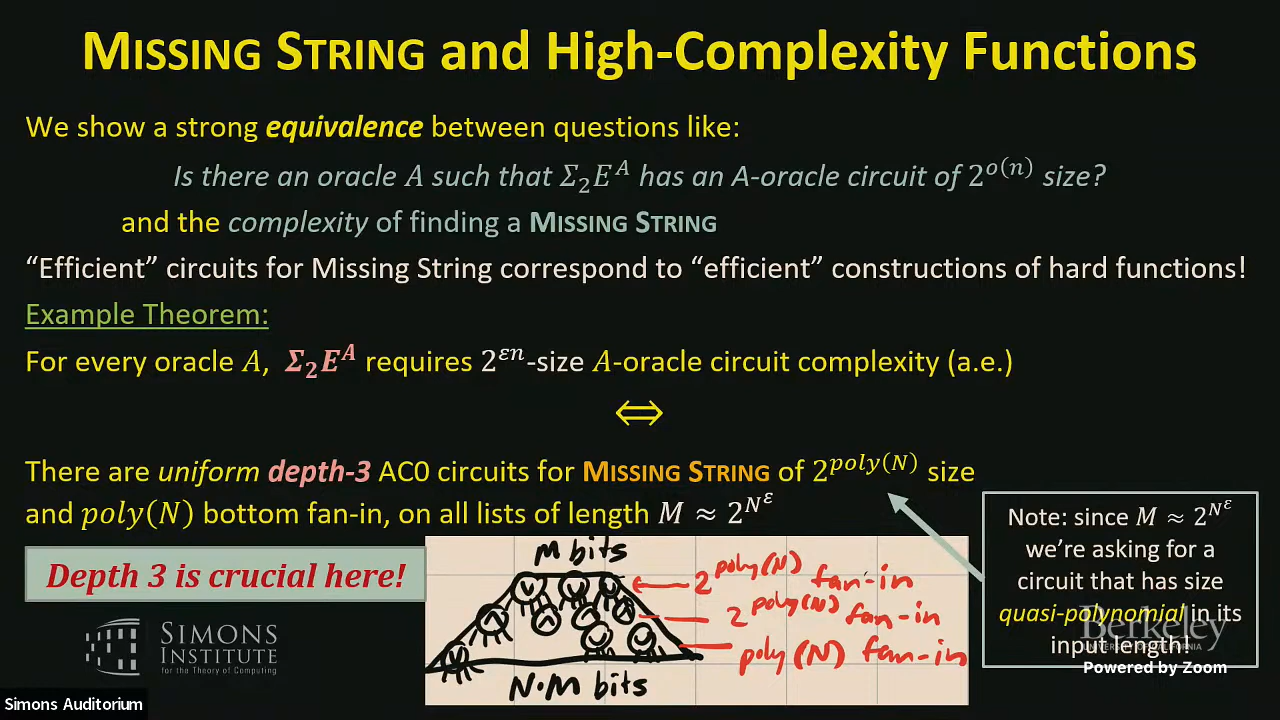 MISSING STRING and High-Complexity Functions
We show a strong equivalence between questions like:
Is there an oracle A such that Σ₂Eᴬ has an A-oracle circuit of 2^{o(n)} size?
and the complexity of finding a MISSING STRING
“Efficient” circuits for Missing String correspond to “efficient” constructions of hard functions!
Example Theorem:
For every oracle A, Σ₂Eᴬ requires 2^{εn}-size A-oracle circuit complexity (a.e.)
⟺
There are uniform depth-3 AC0 circuits for MISSING STRING of 2^{poly(N)} size
and poly(N) bottom fan-in, on all lists of length M ≈ 2^{N^ε}
Note: since M ≈ 2^{N^ε}
we’re asking for a
circuit that has size
quasi-polynomial in its
input length!
Depth 3 is crucial here!
M bits
2^{poly(N)} fan-in
2^{poly(N)} fan-in
poly(N) fan-in
N·M bits
SIMONS
INSTITUTE
for the Theory of Computing
Berkeley
UNIVERSITY OF CALIFORNIA
Powered by Zoom
Simons Auditorium